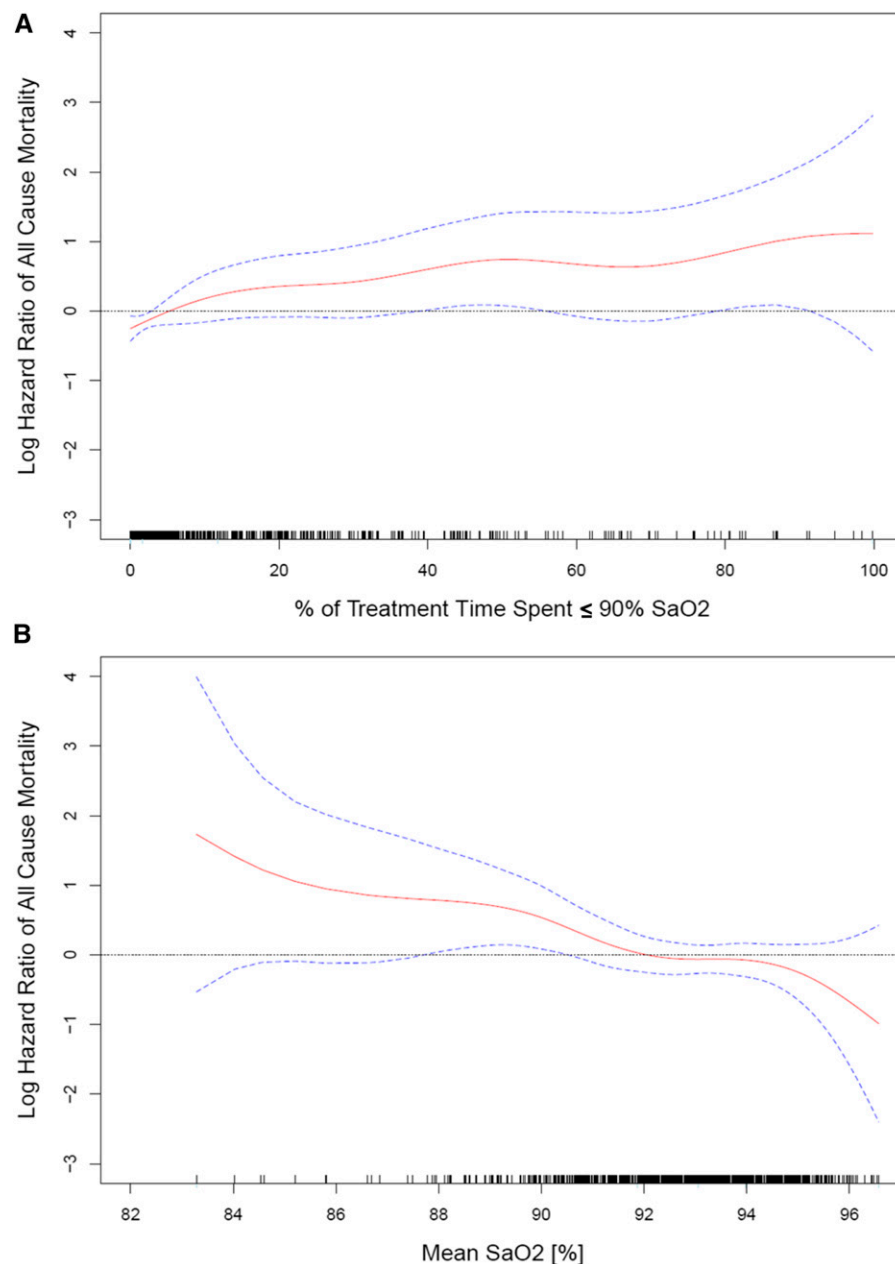 A
Log Hazard Ratio of All Cause Mortality
4
3
2
1
0
-1
-2
-3
0 20 40 60 80 100
% of Treatment Time Spent ≤ 90% SaO2
B
Log Hazard Ratio of All Cause Mortality
4
3
2
1
0
-1
-2
-3
82 84 86 88 90 92 94 96
Mean SaO2 [%]